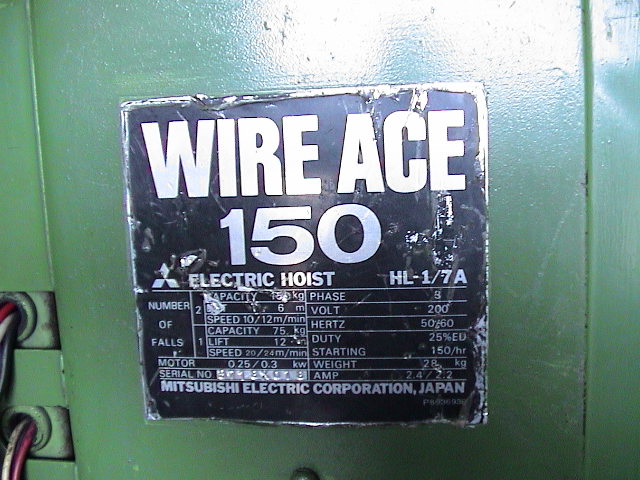 WIRE ACE
150
ELECTRIC HOIST HL-1/7A
NUMBER OF FALLS
2 CAPACITY kg
6 m
SPEED 10/12 m/min
1 CAPACITY 75 kg
LIFT 12
SPEED 20/24 m/min
MOTOR 0.25/0.3 kw
SERIAL NO
PHASE 3
VOLT 200
HERTZ 50/60
DUTY 25%ED
STARTING 150/hr
WEIGHT 28 kg
AMP 2.4/2.2
MITSUBISHI ELECTRIC CORPORATION, JAPAN